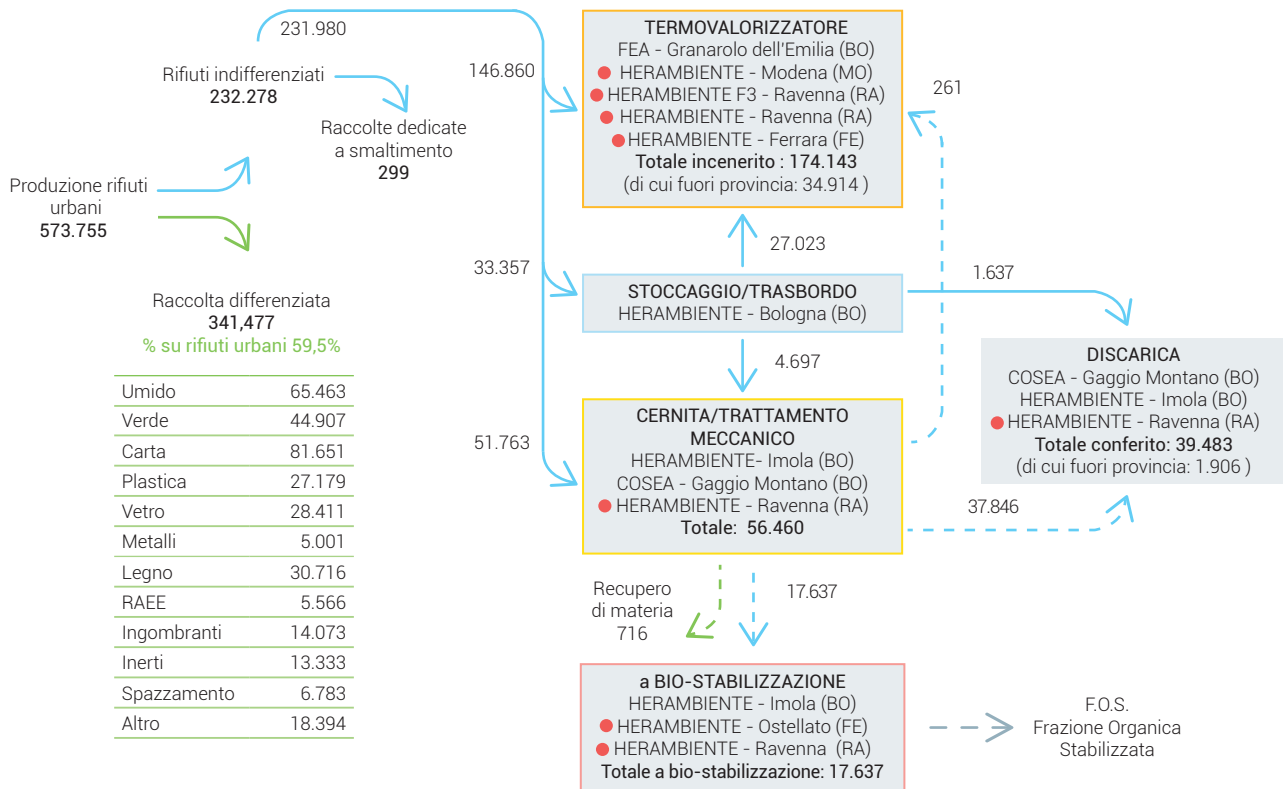 231.980
Rifiuti indifferenziati
232.278
Raccolte dedicate
a smaltimento
299
Produzione rifiuti
urbani
573.755
Raccolta differenziata
341,477
% su rifiuti urbani 59,5%
Umido 65.463
Verde 44.907
Carta 81.651
Plastica 27.179
Vetro 28.411
Metalli 5.001
Legno 30.716
RAEE 5.566
Ingombranti 14.073
Inerti 13.333
Spazzamento 6.783
Altro 18.394
146.860
33.357
51.763
TERMOVALORIZZATORE
FEA - Granarolo dell'Emilia (BO)
HERAMBIENTE - Modena (MO)
HERAMBIENTE F3 - Ravenna (RA)
HERAMBIENTE - Ravenna (RA)
HERAMBIENTE - Ferrara (FE)
Totale incenerito : 174.143
(di cui fuori provincia: 34.914 )
261
27.023
STOCCAGGIO/TRASBORDO
HERAMBIENTE - Bologna (BO)
1.637
4.697
CERNITA/TRATTAMENTO
MECCANICO
HERAMBIENTE- Imola (BO)
COSEA - Gaggio Montano (BO)
HERAMBIENTE - Ravenna (RA)
Totale: 56.460
DISCARICA
COSEA - Gaggio Montano (BO)
HERAMBIENTE - Imola (BO)
HERAMBIENTE - Ravenna (RA)
Totale conferito: 39.483
(di cui fuori provincia: 1.906 )
37.846
Recupero
di materia
716
17.637
a BIO-STABILIZZAZIONE
HERAMBIENTE - Imola (BO)
HERAMBIENTE - Ostellato (FE)
HERAMBIENTE - Ravenna (RA)
Totale a bio-stabilizzazione: 17.637
F.O.S.
Frazione Organica
Stabilizzata